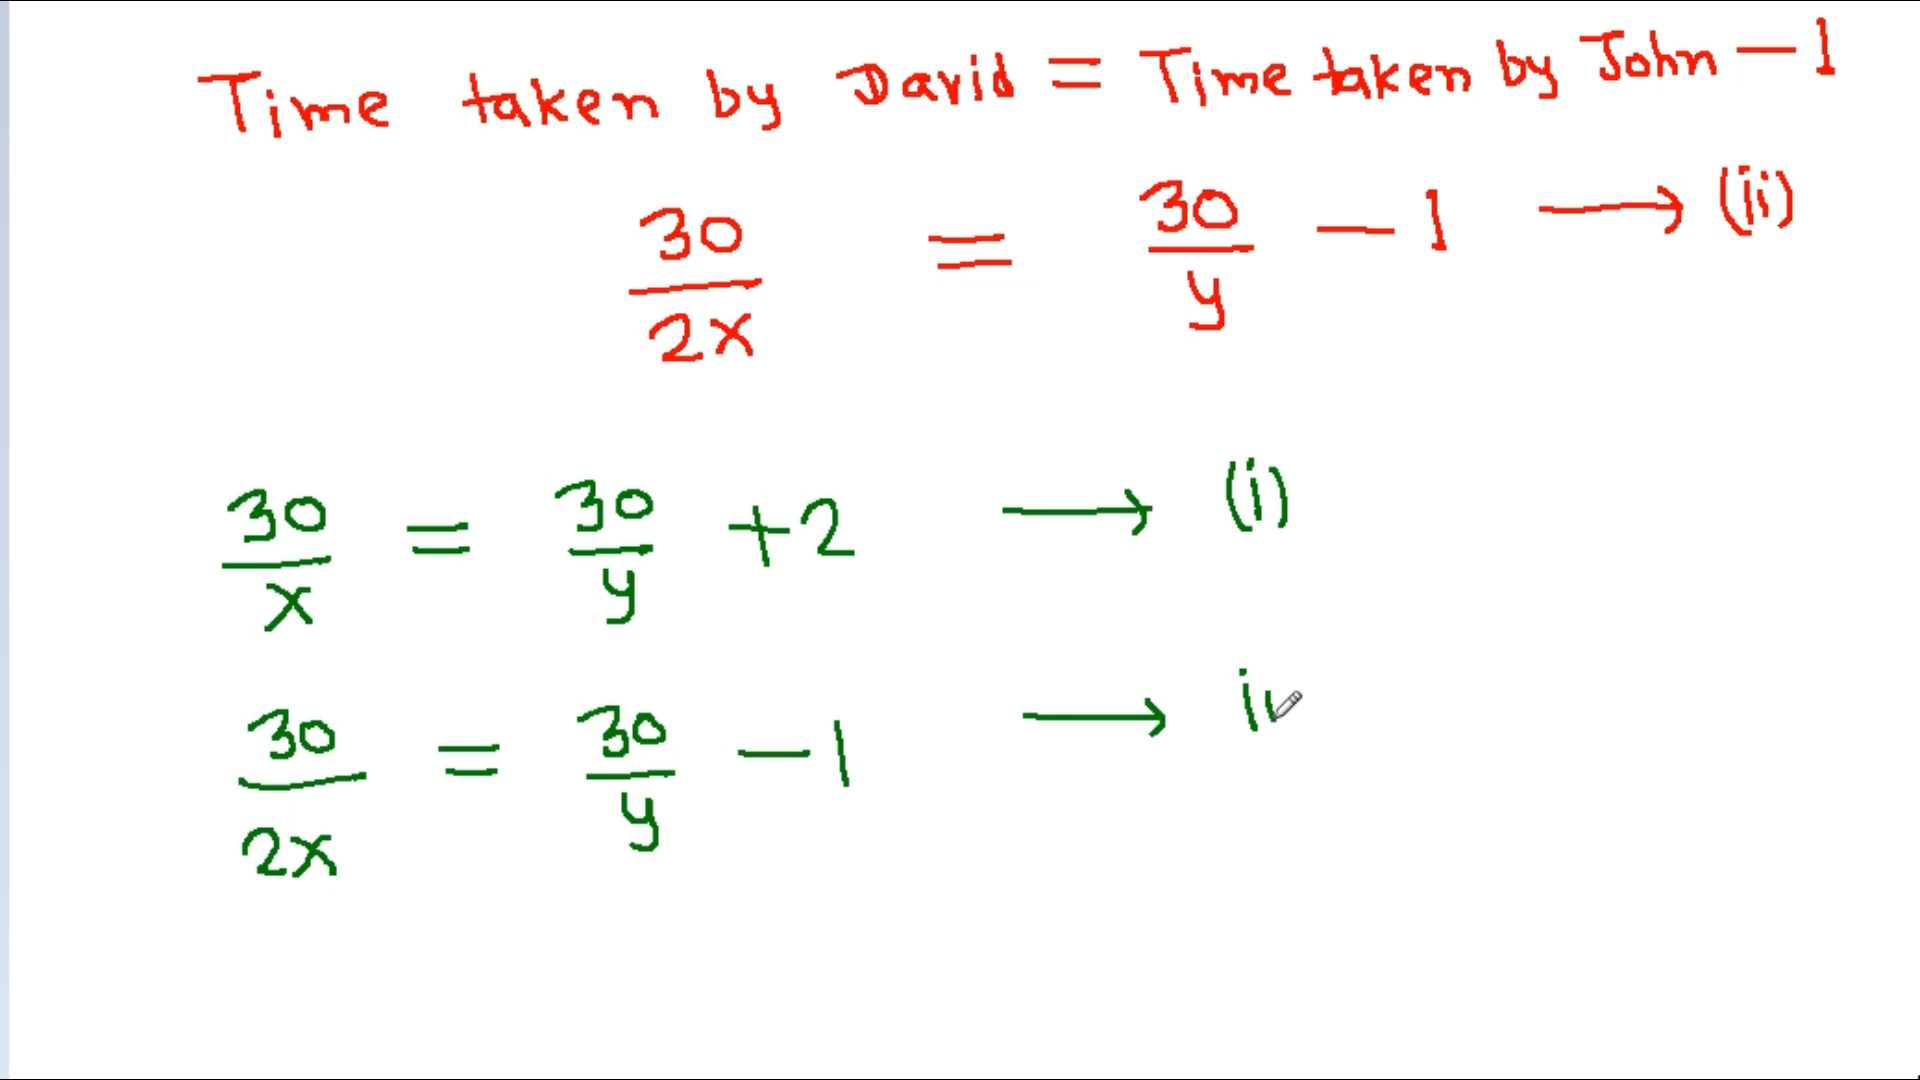 Time taken by David = Time taken by John - 1
30/2x = 30/y - 1 → (ii)
30/x = 30/y + 2 → (i)
30/2x = 30/y - 1 → ii